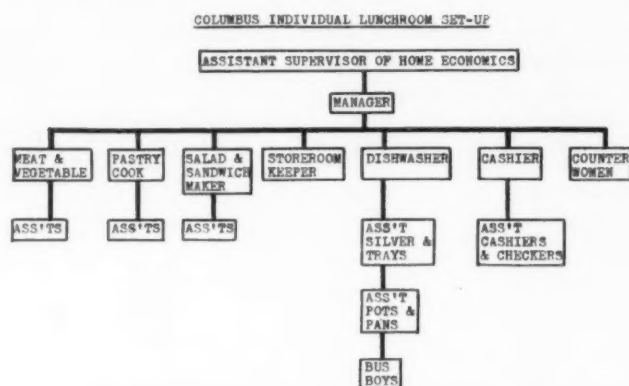 COLUMBUS INDIVIDUAL LUNCHROOM SET-UP
ASSISTANT SUPERVISOR OF HOME ECONOMICS
MANAGER
MEAT &
VEGETABLE
PASTRY
COOK
SALAD &
SANDWICH
MAKER
STOREROOM
KEEPER
DISHWASHER
CASHIER
COUNTER
WOMEN
ASS'TS
ASS'TS
ASS'TS
ASS'T
SILVER &
TRAYS
ASS'T
CASHIERS
& CHECKERS
ASS'T
POTS &
PANS
BUS
BOYS